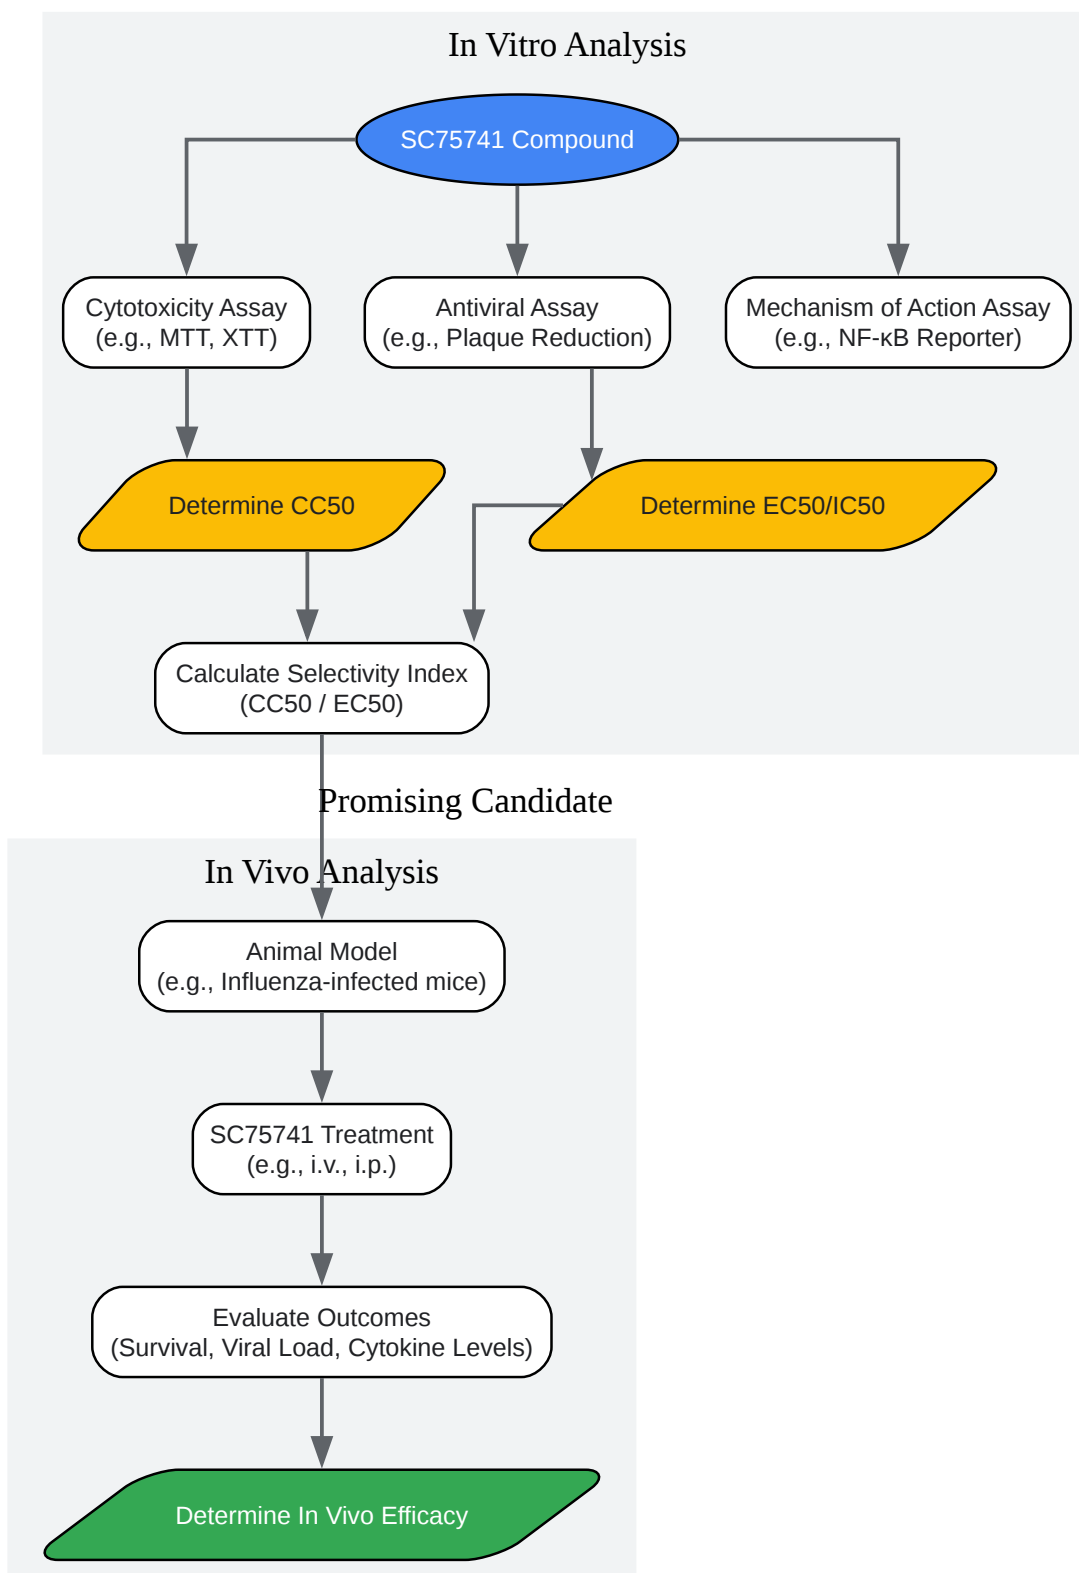 In Vitro Analysis
SC75741 Compound
Cytotoxicity Assay
(e.g., MTT, XTT)
Antiviral Assay
(e.g., Plaque Reduction)
Mechanism of Action Assay
(e.g., NF-κB Reporter)
Determine CC50
Determine EC50/IC50
Calculate Selectivity Index
(CC50 / EC50)
Promising Candidate
In Vivo Analysis
Animal Model
(e.g., Influenza-infected mice)
SC75741 Treatment
(e.g., i.v., i.p.)
Evaluate Outcomes
(Survival, Viral Load, Cytokine Levels)
Determine In Vivo Efficacy